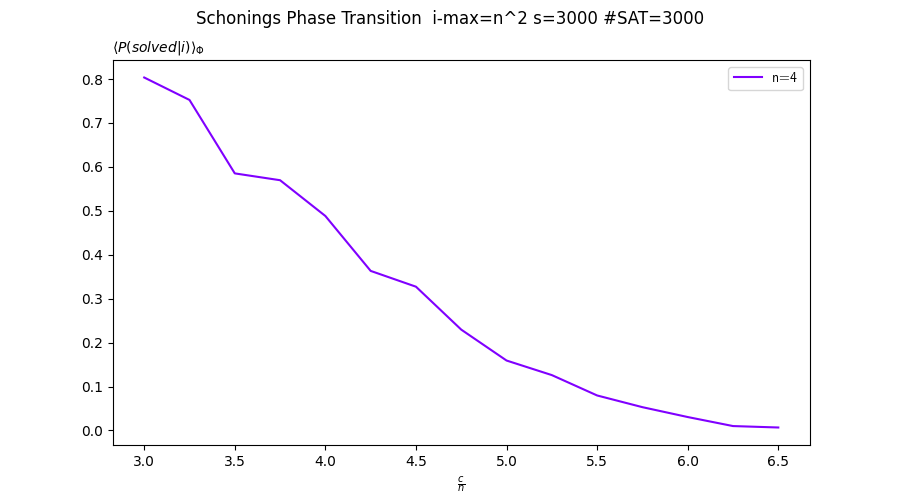 Schonings Phase Transition  i-max=n^2 s=3000 #SAT=3000
⟨P(solved|i)⟩Φ
n=4
0.8
0.7
0.6
0.5
0.4
0.3
0.2
0.1
0.0
3.0 3.5 4.0 4.5 5.0 5.5 6.0 6.5
c
n